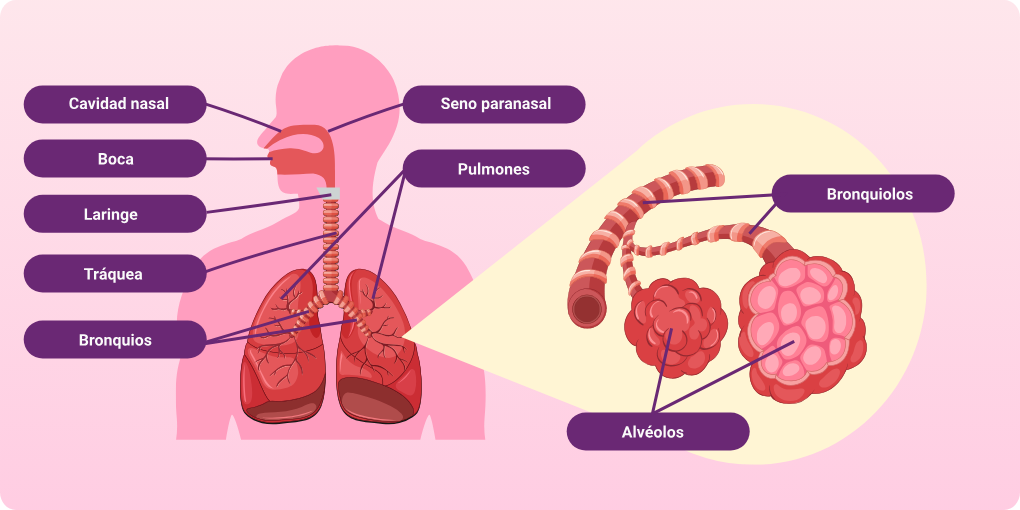 Cavidad nasal
Boca
Laringe
Tráquea
Bronquios
Seno paranasal
Pulmones
Bronquiolos
Alvéolos